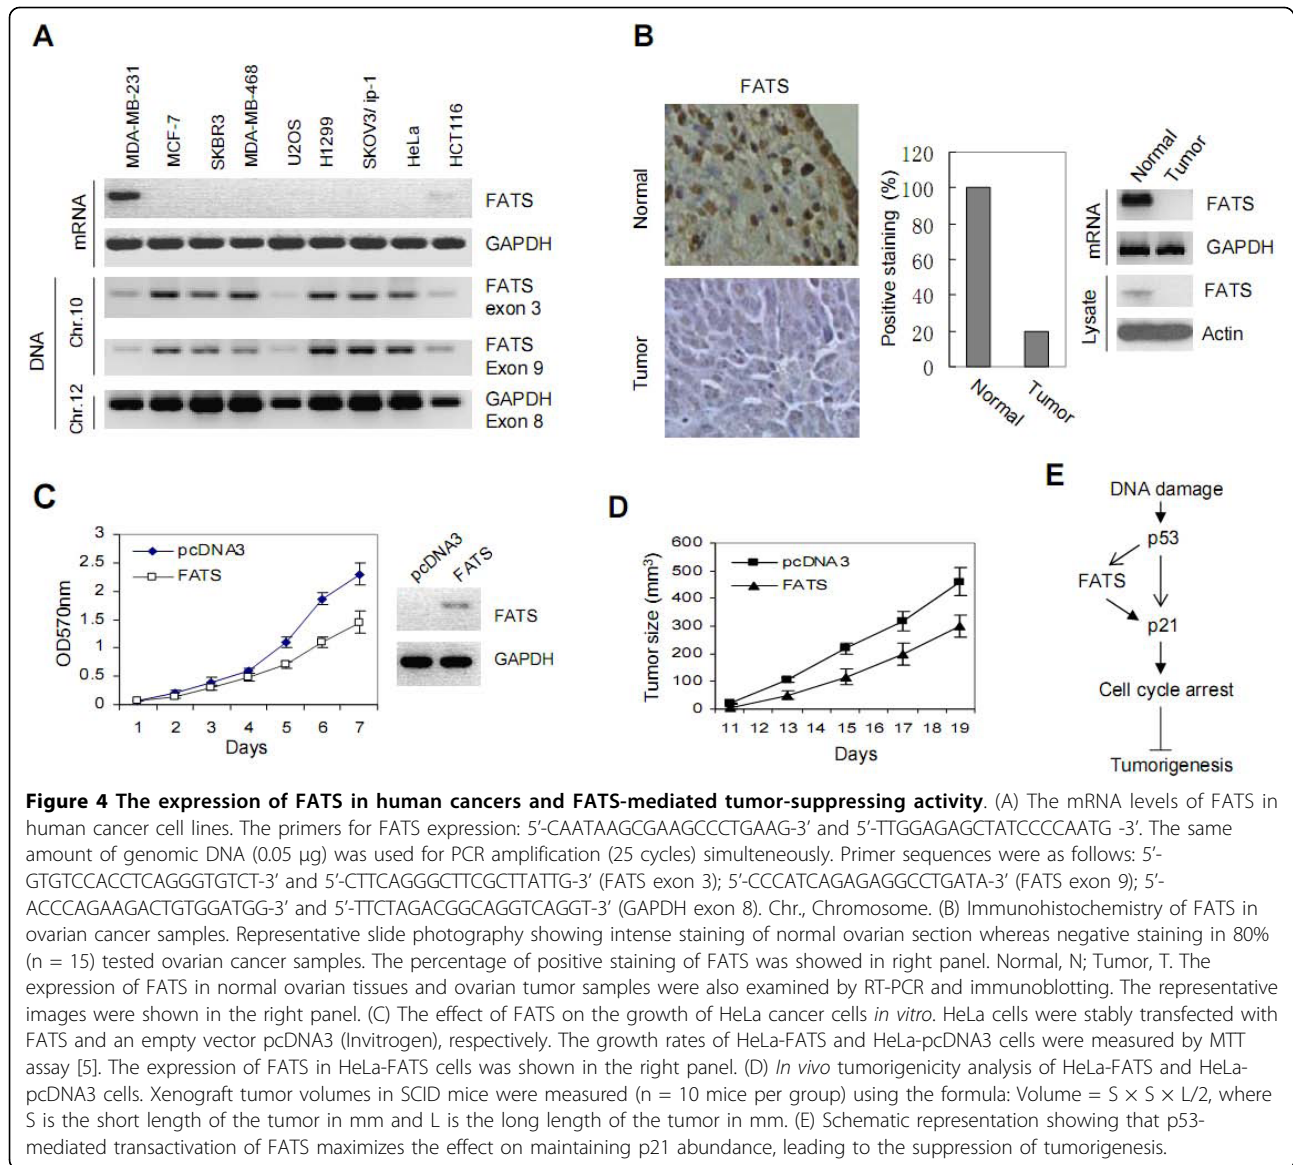 A
MDA-MB-231
MCF-7
SKBR3
MDA-MB-468
U2OS
H1299
SKOV3/ ip-1
HeLa
HCT116
mRNA
FATS
GAPDH
DNA
Chr.10
FATS
exon 3
FATS
Exon 9
Chr.12
GAPDH
Exon 8
B
FATS
Normal
Tumor
Positive staining (%)
120
100
80
60
40
20
0
Normal
Tumor
Normal
Tumor
mRNA
FATS
GAPDH
Lysate
FATS
Actin
C
OD570nm
3
2.5
2
1.5
1
0.5
0
pcDNA3
FATS
1 2 3 4 5 6 7
Days
pcDNA3
FATS
FATS
GAPDH
D
Tumor size (mm³)
600
500
400
300
200
100
0
pcDNA3
FATS
11 12 13 14 15 16 17 18 19
Days
E
DNA damage
p53
FATS
p21
Cell cycle arrest
Tumorigenesis
Figure 4 The expression of FATS in human cancers and FATS-mediated tumor-suppressing activity. (A) The mRNA levels of FATS in
human cancer cell lines. The primers for FATS expression: 5’-CAATAAGCGAAGCCCTGAAG-3’ and 5’-TTGGAGAGCTATCCCCAATG -3’. The same
amount of genomic DNA (0.05 μg) was used for PCR amplification (25 cycles) simulteneously. Primer sequences were as follows: 5’-
GTGTCCACCTCAGGGTGTCT-3’ and 5’-CTTCAGGGCTTCGCTTATTG-3’ (FATS exon 3); 5’-CCCATCAGAGAGGCCTGATA-3’ (FATS exon 9); 5’-
ACCCAGAAGACTGTGGATGG-3’ and 5’-TTCTAGACGGCAGGTCAGGT-3’ (GAPDH exon 8). Chr., Chromosome. (B) Immunohistochemistry of FATS in
ovarian cancer samples. Representative slide photography showing intense staining of normal ovarian section whereas negative staining in 80%
(n = 15) tested ovarian cancer samples. The percentage of positive staining of FATS was showed in right panel. Normal, N; Tumor, T. The
expression of FATS in normal ovarian tissues and ovarian tumor samples were also examined by RT-PCR and immunoblotting. The representative
images were shown in the right panel. (C) The effect of FATS on the growth of HeLa cancer cells in vitro. HeLa cells were stably transfected with
FATS and an empty vector pcDNA3 (Invitrogen), respectively. The growth rates of HeLa-FATS and HeLa-pcDNA3 cells were measured by MTT
assay [5]. The expression of FATS in HeLa-FATS cells was shown in the right panel. (D) In vivo tumorigenicity analysis of HeLa-FATS and HeLa-
pcDNA3 cells. Xenograft tumor volumes in SCID mice were measured (n = 10 mice per group) using the formula: Volume = S × S × L/2, where
S is the short length of the tumor in mm and L is the long length of the tumor in mm. (E) Schematic representation showing that p53-
mediated transactivation of FATS maximizes the effect on maintaining p21 abundance, leading to the suppression of tumorigenesis.